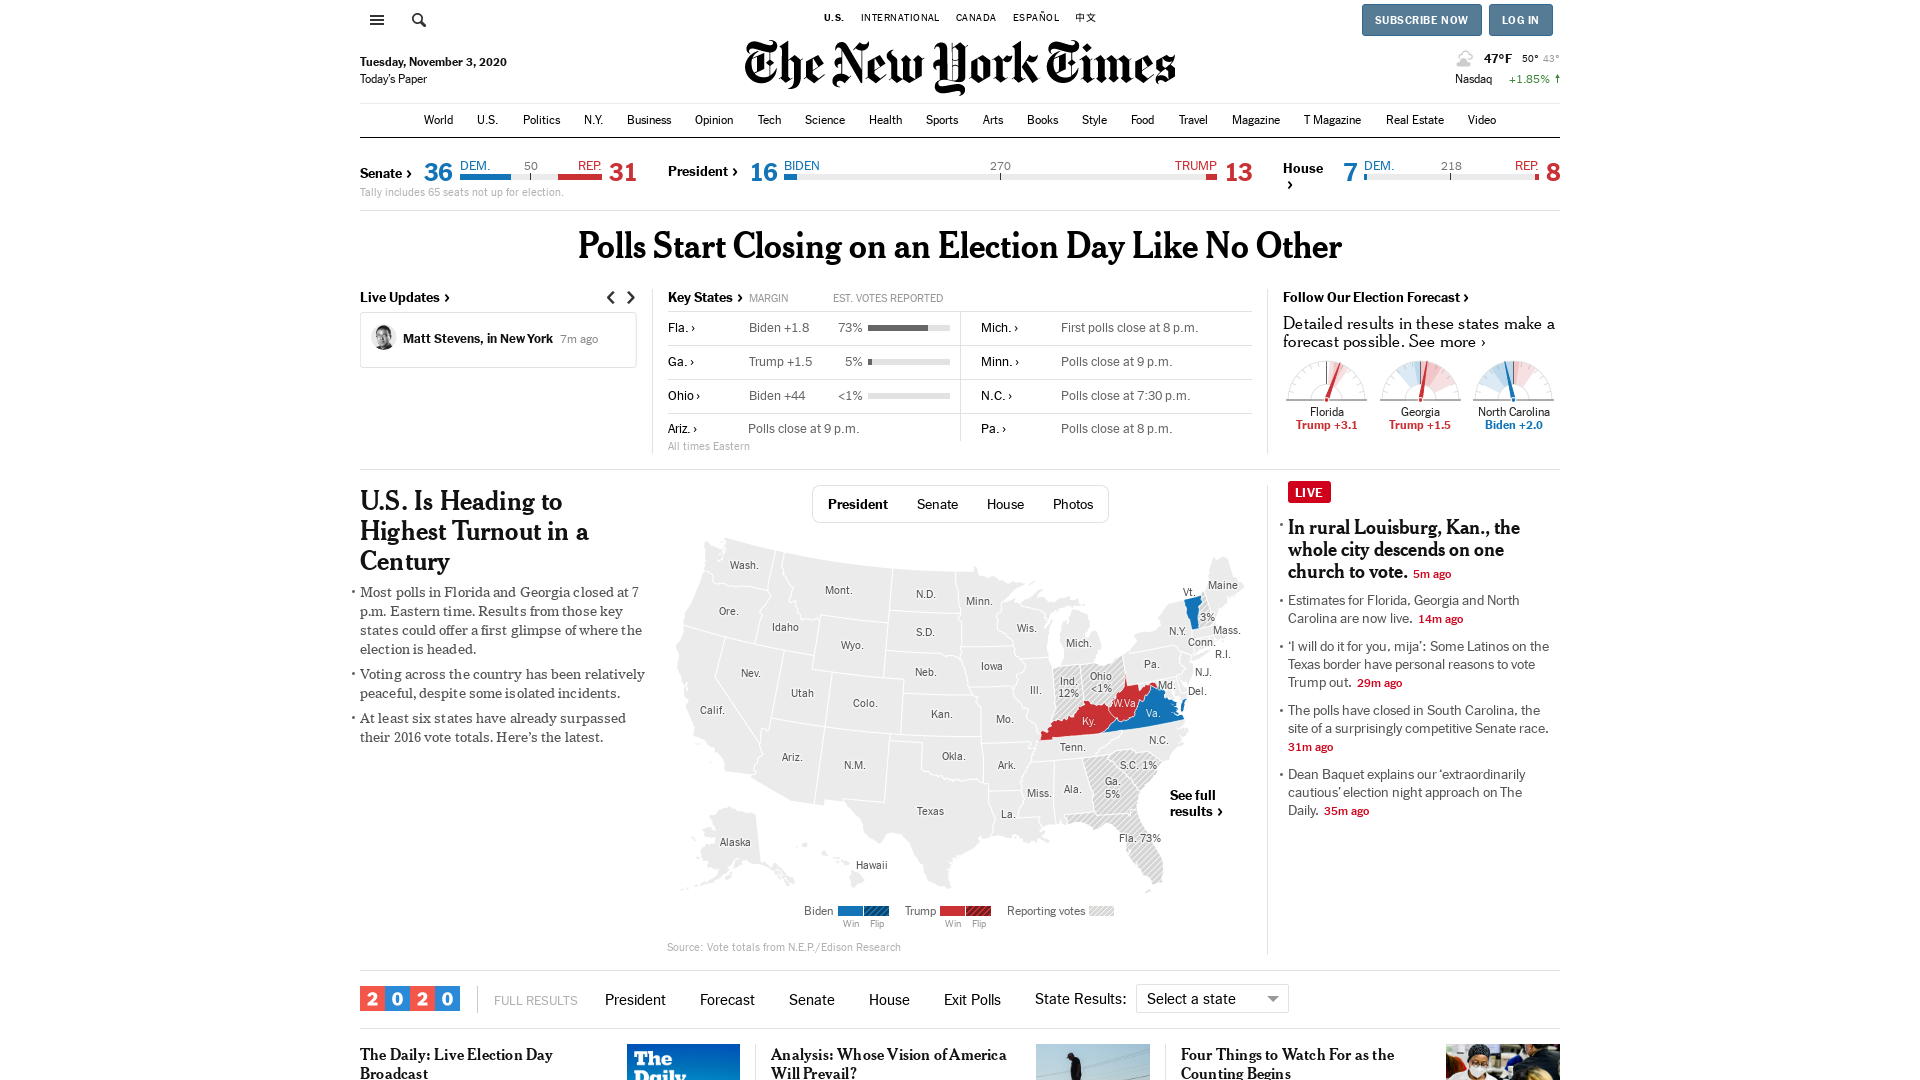 U.S.
INTERNATIONAL
CANADA
ESPAÑOL
中文
SUBSCRIBE NOW
LOG IN
Tuesday, November 3, 2020
Today's Paper
The New York Times
47°F 50° 43°
Nasdaq +1.85% ↑
World U.S. Politics N.Y. Business Opinion Tech Science Health Sports Arts Books Style Food Travel Magazine T Magazine Real Estate Video
Senate › 36 DEM. 50 REP. 31
Tally includes 65 seats not up for election.
President › 16 BIDEN 270 TRUMP 13
House › 7 DEM. 218 REP. 8
Polls Start Closing on an Election Day Like No Other
Live Updates ›
Matt Stevens, in New York 7m ago
Key States › MARGIN EST. VOTES REPORTED
Fla. › Biden +1.8 73%
Ga. › Trump +1.5 5%
Ohio › Biden +44 <1%
Ariz. › Polls close at 9 p.m.
All times Eastern
Mich. › First polls close at 8 p.m.
Minn. › Polls close at 9 p.m.
N.C. › Polls close at 7:30 p.m.
Pa. › Polls close at 8 p.m.
Follow Our Election Forecast ›
Detailed results in these states make a
forecast possible. See more ›
Florida
Trump +3.1
Georgia
Trump +1.5
North Carolina
Biden +2.0
U.S. Is Heading to
Highest Turnout in a
Century
• Most polls in Florida and Georgia closed at 7
p.m. Eastern time. Results from those key
states could offer a first glimpse of where the
election is headed.
• Voting across the country has been relatively
peaceful, despite some isolated incidents.
• At least six states have already surpassed
their 2016 vote totals. Here's the latest.
President Senate House Photos
Wash.
Ore.
Calif.
Idaho
Nev.
Mont.
Wyo.
Utah
Ariz.
Colo.
N.M.
N.D.
S.D.
Neb.
Kan.
Okla.
Texas
Minn.
Iowa
Mo.
Ark.
La.
Wis.
Ill.
Miss.
Mich.
Ind.
12%
Ohio
<1%
Ky.
Tenn.
Ala.
Ga.
5%
Fla. 73%
S.C. 1%
N.C.
Va.
W.Va.
Md.
Del.
Pa.
N.J.
N.Y.
Conn.
R.I.
Mass.
Vt.
3%
Maine
Alaska
Hawaii
See full
results ›
Biden Win Flip
Trump Win Flip
Reporting votes
Source: Vote totals from N.E.P./Edison Research
LIVE
• In rural Louisburg, Kan., the
whole city descends on one
church to vote. 5m ago
• Estimates for Florida, Georgia and North
Carolina are now live. 14m ago
• ‘I will do it for you, mija’: Some Latinos on the
Texas border have personal reasons to vote
Trump out. 29m ago
• The polls have closed in South Carolina, the
site of a surprisingly competitive Senate race.
31m ago
• Dean Baquet explains our ‘extraordinarily
cautious’ election night approach on The
Daily. 35m ago
2020
FULL RESULTS President Forecast Senate House Exit Polls State Results: Select a state
The Daily: Live Election Day
Broadcast
The
Daily
Analysis: Whose Vision of America
Will Prevail?
Four Things to Watch For as the
Counting Begins